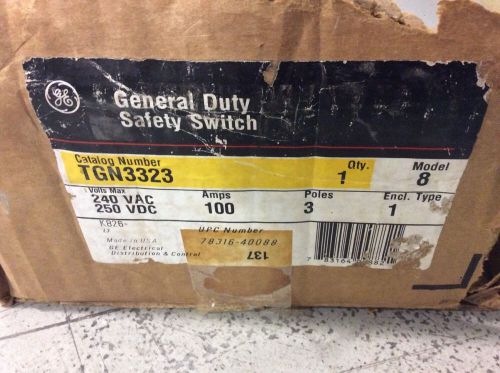 GE
General Duty
Safety Switch
Catalog Number Qty. Model
TGN3323 1 8
Volts Max Amps Poles Encl. Type
240 VAC 100 3 1
250 VDC
K826-
Made in USA
GE Electrical
Distribution & Control
UPC Number
78316-40088
137